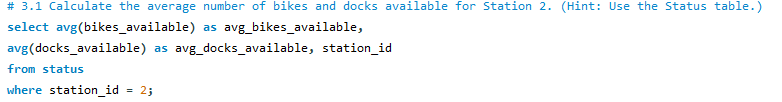 # 3.1 Calculate the average number of bikes and docks available for Station 2. (Hint: Use the Status table.)
select avg(bikes_available) as avg_bikes_available,
avg(docks_available) as avg_docks_available, station_id
from status
where station_id = 2;